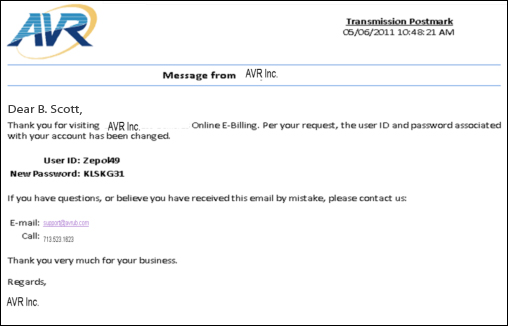 AVR
Transmission Postmark
05/06/2011 10:48:21 AM
Message from AVR Inc.
Dear B. Scott,
Thank you for visiting AVR Inc. Online E-Billing. Per your request, the user ID and password associated
with your account has been changed.
User ID: Zepol49
New Password: KLSKG31
If you have questions, or believe you have received this email by mistake, please contact us:
E-mail: support@avrub.com
Call: 713.523.1623
Thank you very much for your business.
Regards,
AVR Inc.